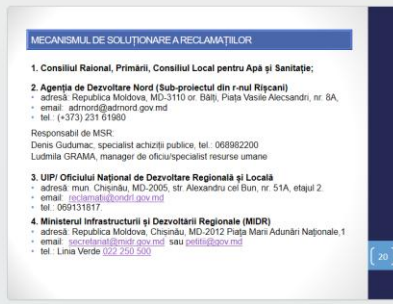 MECANISMUL DE SOLUȚIONARE A RECLAMAȚIILOR
1. Consiliul Raional, Primării, Consiliul Local pentru Apă și Sanitație;
2. Agenția de Dezvoltare Nord (Sub-proiectul din r-nul Rișcani)
• adresă: Republica Moldova, MD-3110 or. Bălți, Piața Vasile Alecsandri, nr. 8A,
• email: adrnord@adrnord.gov.md
• tel.: (+373) 231 61980
Responsabil de MSR:
Denis Gudumac, specialist achiziții publice, tel.: 068982200
Ludmila GRAMA, manager de oficiu/specialist resurse umane
3. UIP/ Oficiului Național de Dezvoltare Regională și Locală
• adresă: mun. Chișinău, MD-2005, str. Alexandru cel Bun, nr. 51A, etajul 2.
• email: reclamatii@ondrl.gov.md
• tel.: 069131817.
4. Ministerul Infrastructurii și Dezvoltării Regionale (MIDR)
• adresă: Republica Moldova, Chișinău, MD-2012 Piața Marii Adunări Naționale,1
• email: secretariat@midr.gov.md sau petitii@gov.md
• tel.: Linia Verde 022 250 500
20